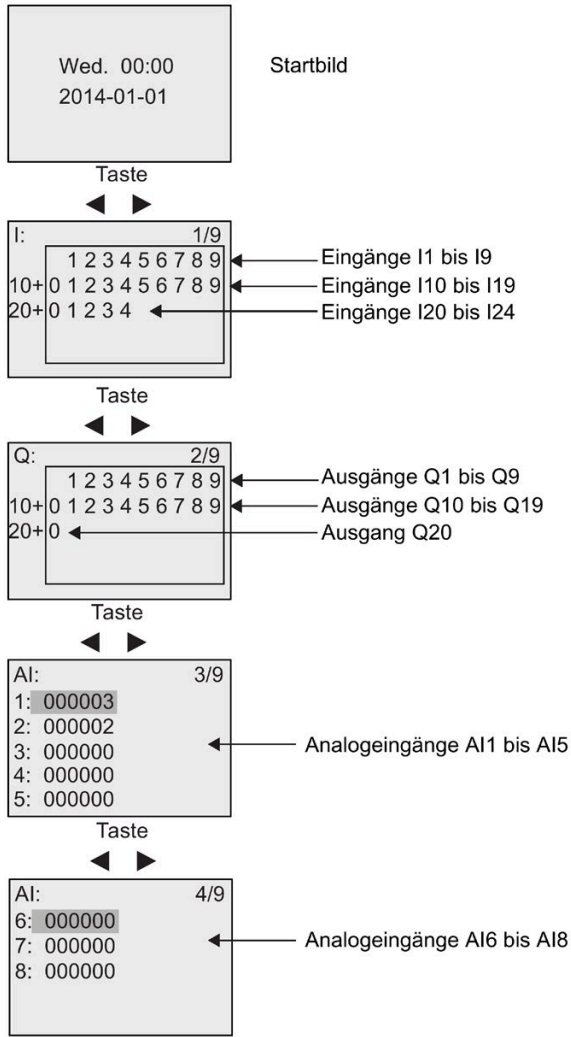 Wed. 00:00
2014-01-01
Startbild
Taste
I: 1/9
1 2 3 4 5 6 7 8 9
Eingänge I1 bis I9
10+ 0 1 2 3 4 5 6 7 8 9
Eingänge I10 bis I19
20+ 0 1 2 3 4
Eingänge I20 bis I24
Taste
Q: 2/9
1 2 3 4 5 6 7 8 9
Ausgänge Q1 bis Q9
10+ 0 1 2 3 4 5 6 7 8 9
Ausgänge Q10 bis Q19
20+ 0
Ausgang Q20
Taste
AI: 3/9
1: 000003
2: 000002
3: 000000
4: 000000
5: 000000
Analogeingänge AI1 bis AI5
Taste
AI: 4/9
6: 000000
7: 000000
8: 000000
Analogeingänge AI6 bis AI8